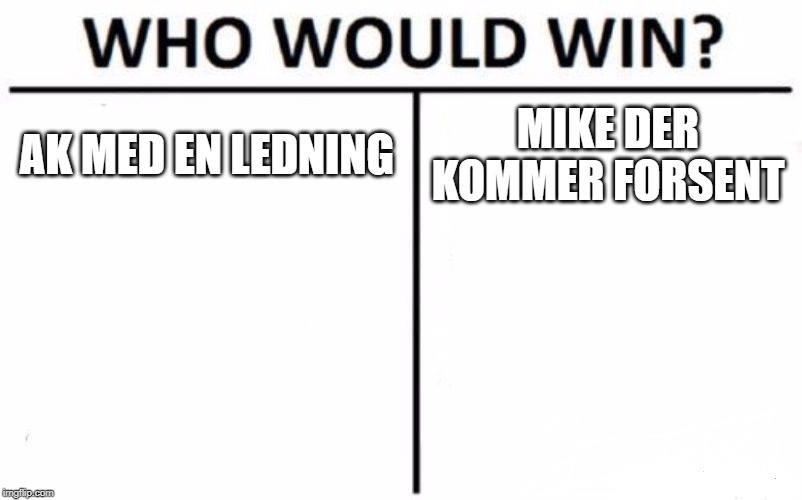 WHO WOULD WIN?
AK MED EN LEDNING
MIKE DER
KOMMER FORSENT
imgflip.com